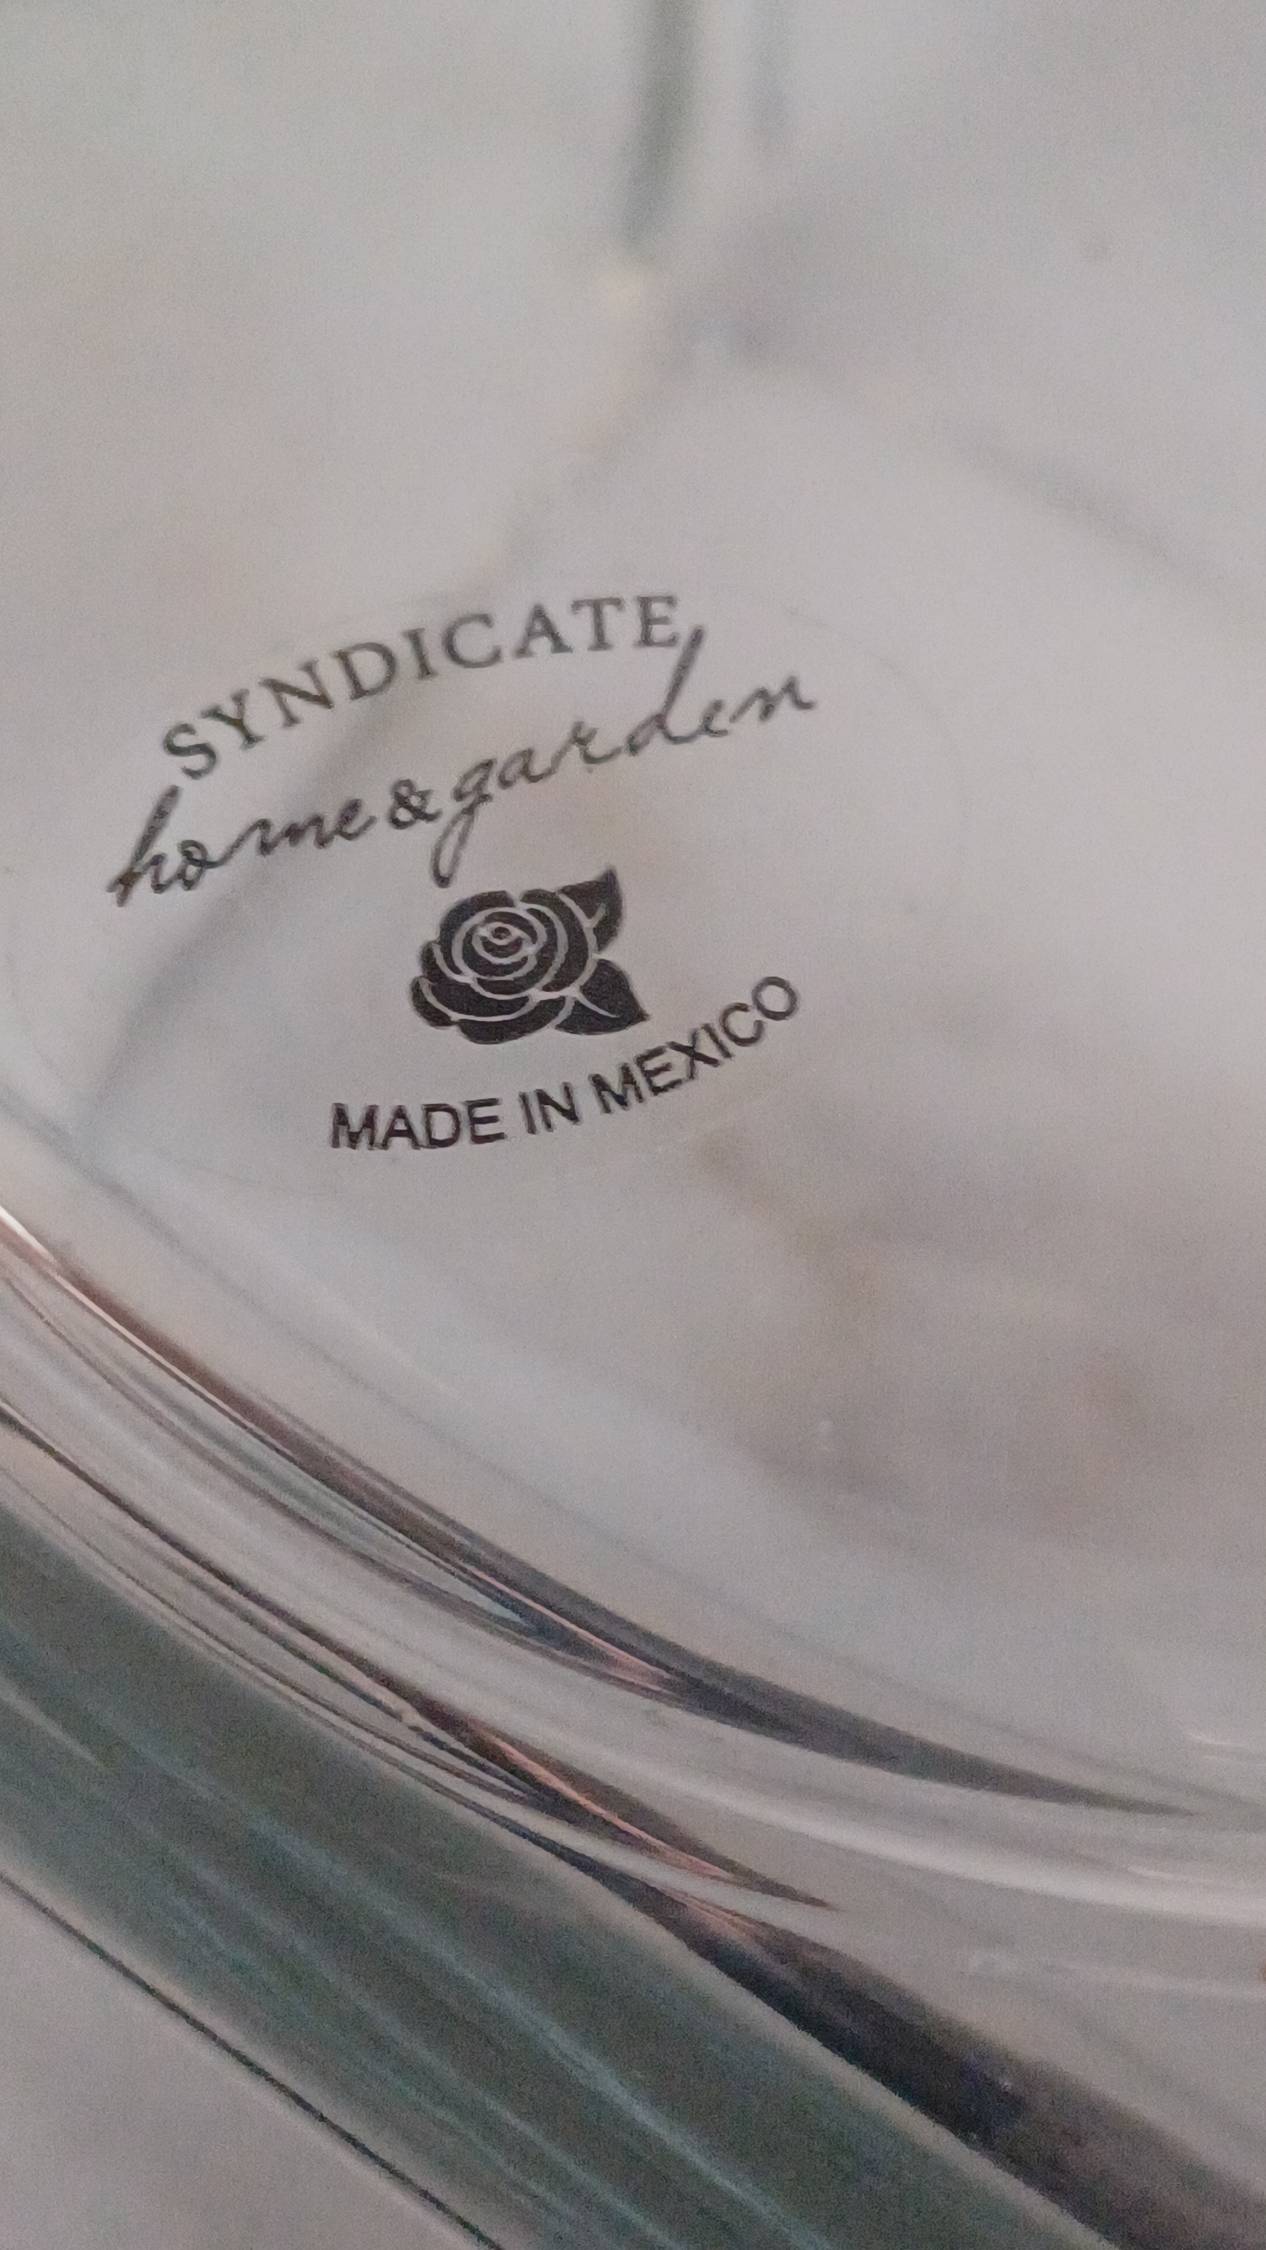 SYNDICATE
home & garden
MADE IN MEXICO